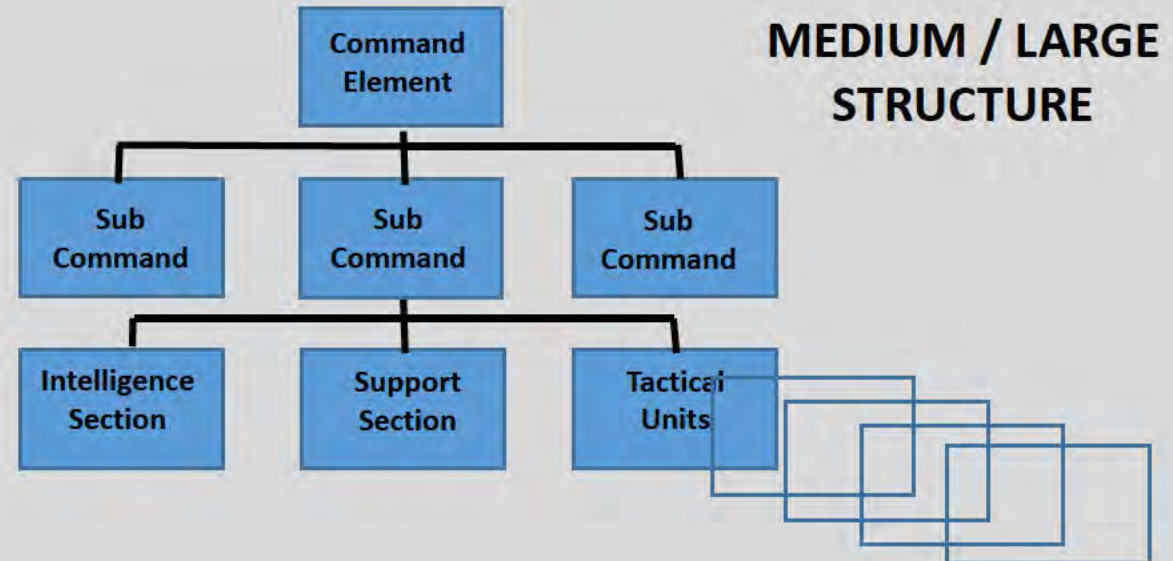 MEDIUM / LARGE
STRUCTURE
Command
Element
Sub
Command
Sub
Command
Sub
Command
Intelligence
Section
Support
Section
Tactical
Units